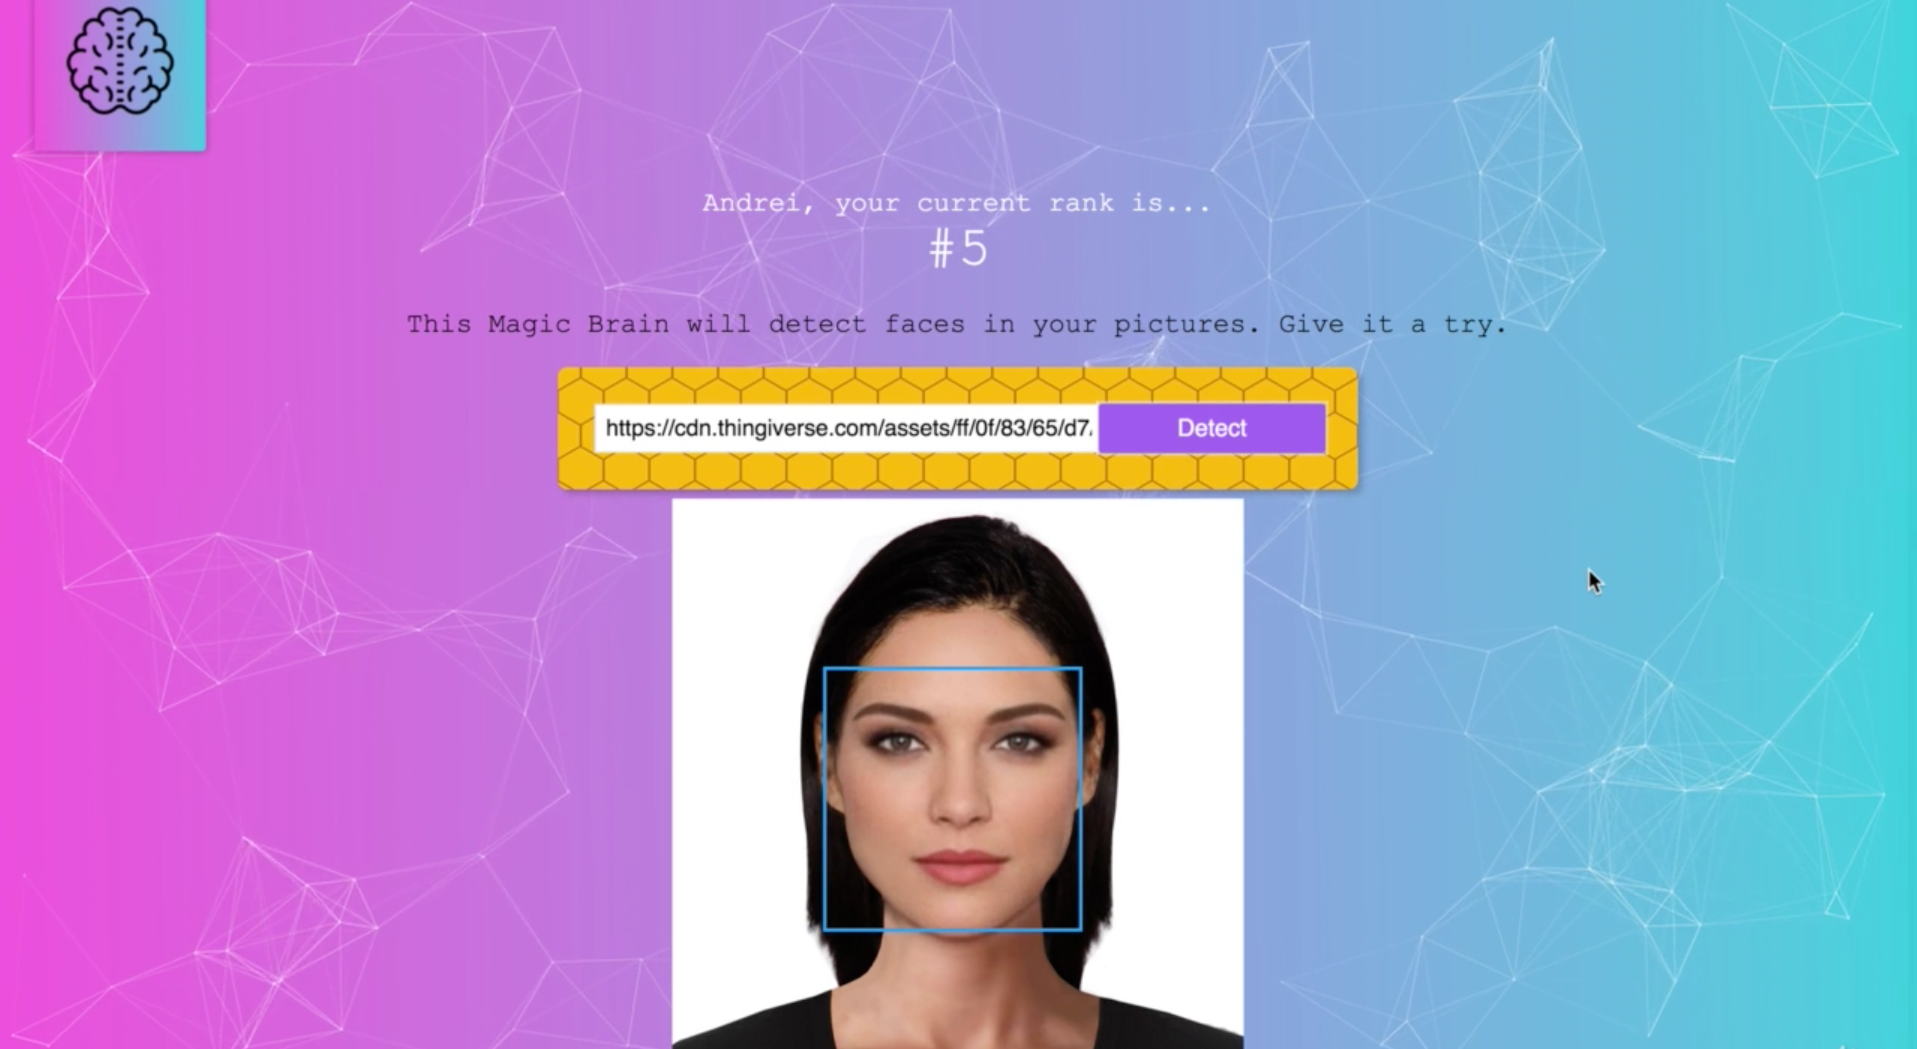 Andrei, your current rank is...
#5
This Magic Brain will detect faces in your pictures. Give it a try.
https://cdn.thingiverse.com/assets/ff/0f/83/65/d7
Detect